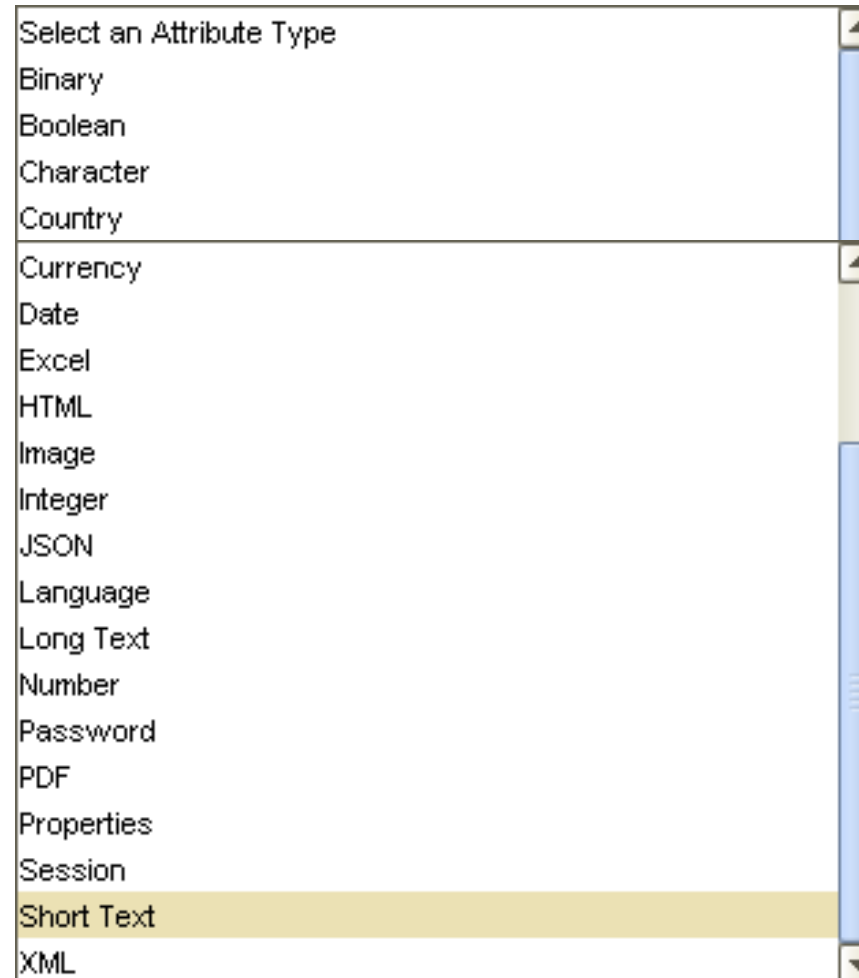 Select an Attribute Type
Binary
Boolean
Character
Country
Currency
Date
Excel
HTML
Image
Integer
JSON
Language
Long Text
Number
Password
PDF
Properties
Session
Short Text
XML